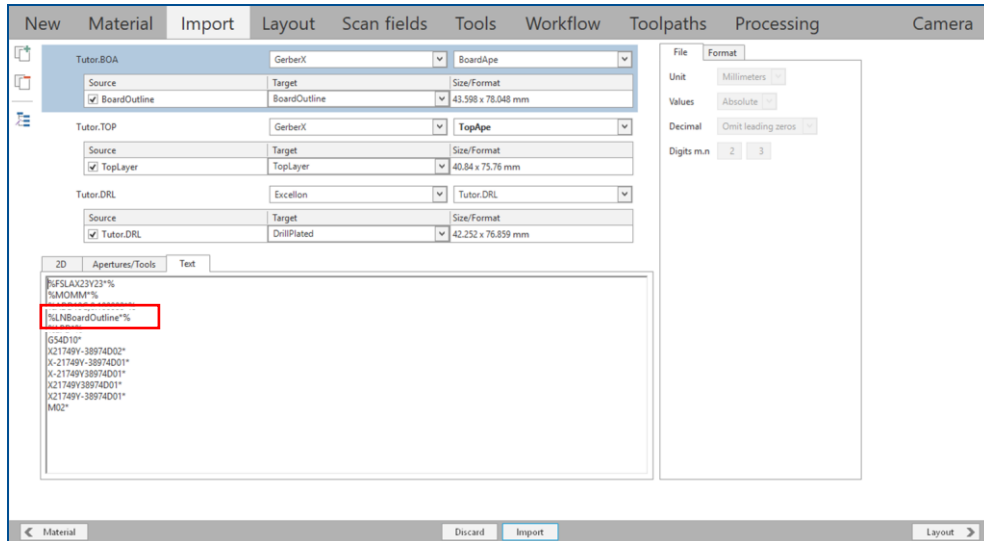 New Material Import Layout Scan fields Tools Workflow Toolpaths Processing Camera
Tutor.BOA GerberX BoardApe
Source Target Size/Format
BoardOutline BoardOutline 43.598 x 78.048 mm
Tutor.TOP GerberX TopApe
Source Target Size/Format
TopLayer TopLayer 40.84 x 75.76 mm
Tutor.DRL Excellon Tutor.DRL
Source Target Size/Format
Tutor.DRL DrillPlated 42.252 x 76.859 mm
File Format
Unit Millimeters
Values Absolute
Decimal Omit leading zeros
Digits m.n 2 3
2D Apertures/Tools Text
%FSLAX23Y23*%
%MOMM*%
%LNBoardOutline*%
G54D10*
X21749Y-38974D02*
X-21749Y-38974D01*
X-21749Y38974D01*
X21749Y38974D01*
X21749Y-38974D01*
M02*
Material Discard Import Layout